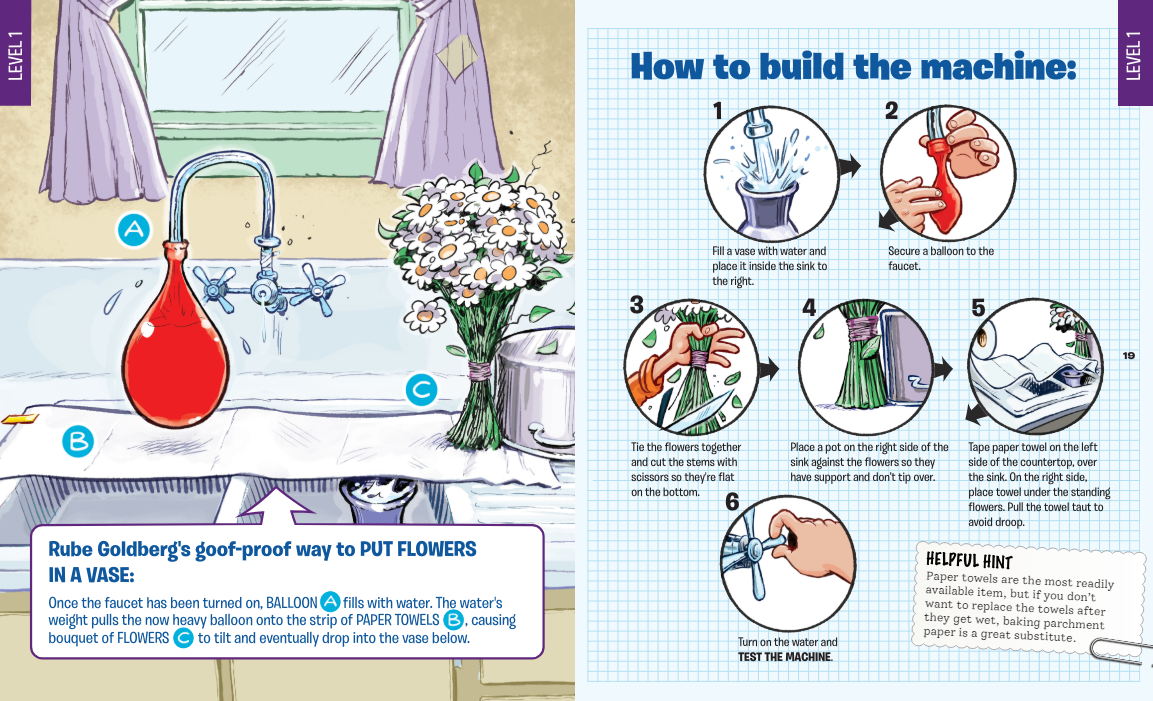 LEVEL 1
A
B
C
Rube Goldberg's goof-proof way to PUT FLOWERS
IN A VASE:
Once the faucet has been turned on, BALLOON A fills with water. The water's
weight pulls the now heavy balloon onto the strip of PAPER TOWELS B, causing
bouquet of FLOWERS C to tilt and eventually drop into the vase below.
LEVEL 1
How to build the machine:
1
Fill a vase with water and
place it inside the sink to
the right.
2
Secure a balloon to the
faucet.
3
Tie the flowers together
and cut the stems with
scissors so they're flat
on the bottom.
4
Place a pot on the right side of the
sink against the flowers so they
have support and don't tip over.
5
Tape paper towel on the left
side of the countertop, over
the sink. On the right side,
place towel under the standing
flowers. Pull the towel taut to
avoid droop.
6
Turn on the water and
TEST THE MACHINE.
HELPFUL HINT
Paper towels are the most readily
available item, but if you don't
want to replace the towels after
they get wet, baking parchment
paper is a great substitute.
19